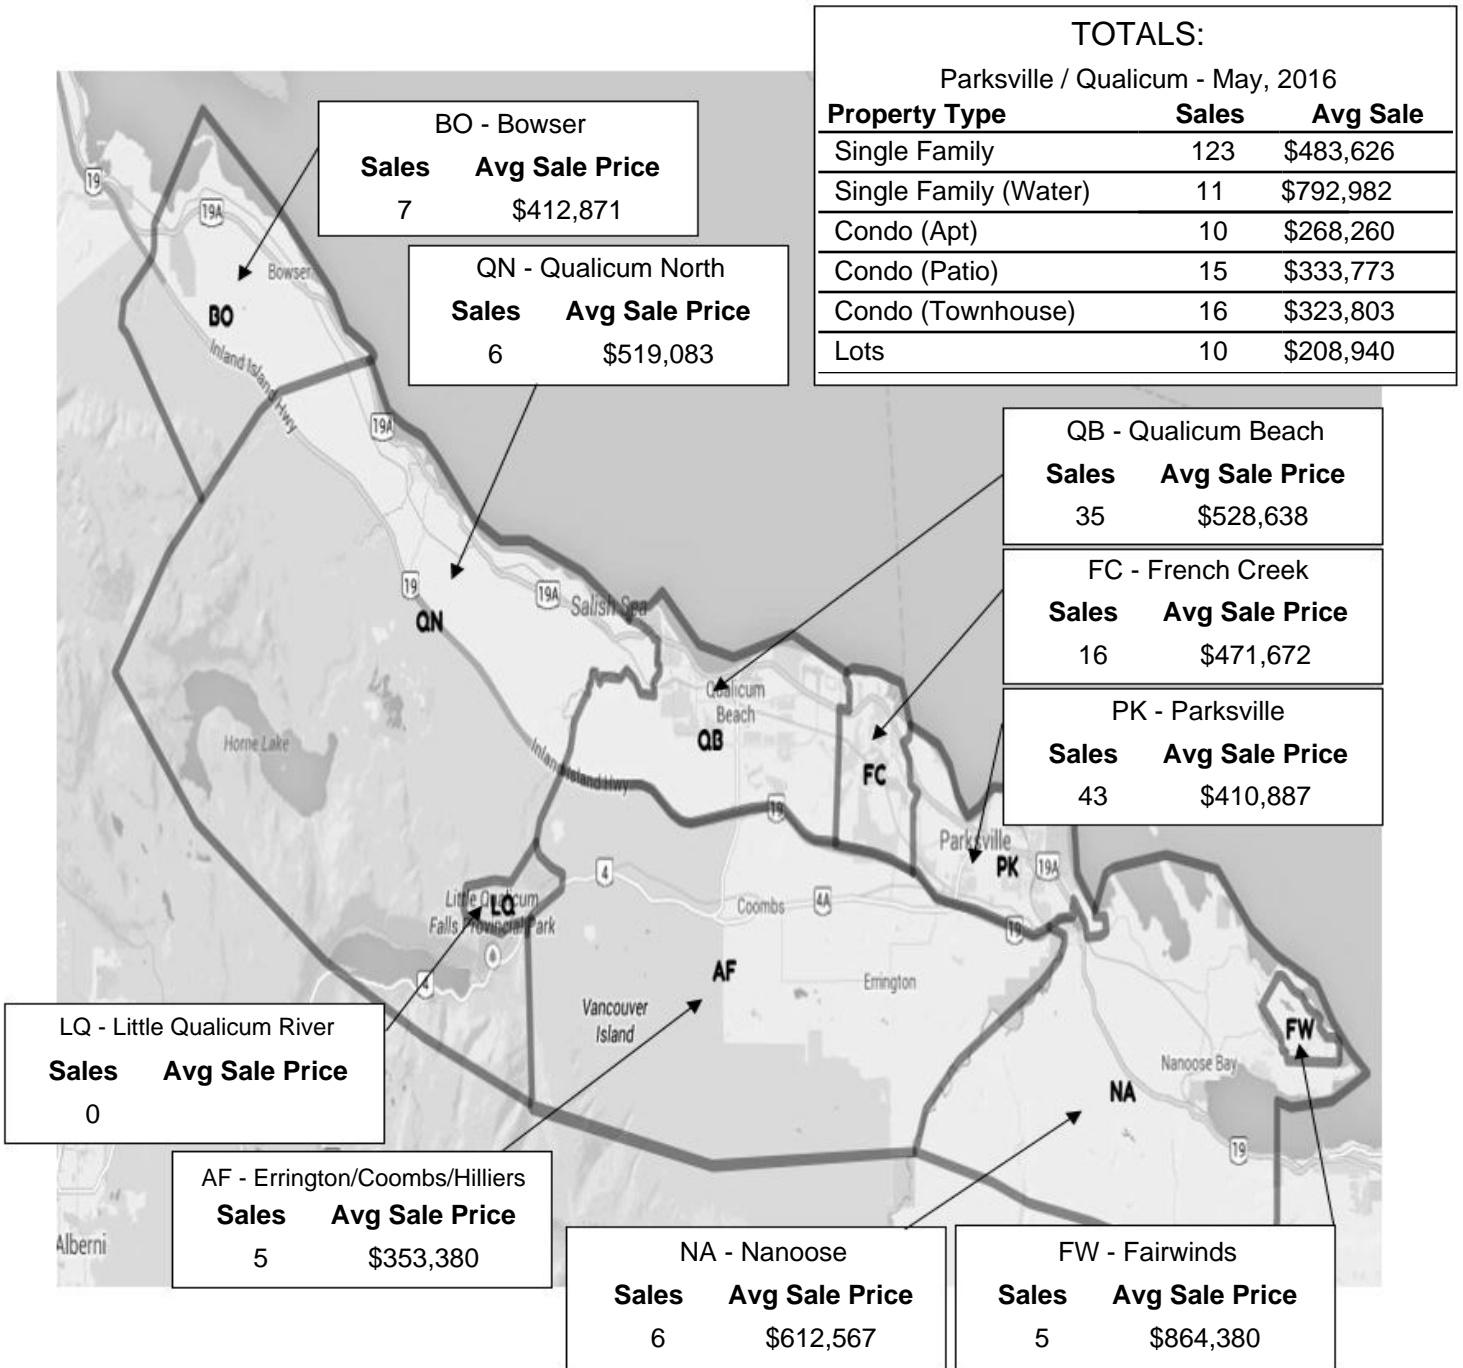 TOTALS:
Parksville / Qualicum - May, 2016
Property Type Sales Avg Sale
Single Family 123 $483,626
Single Family (Water) 11 $792,982
Condo (Apt) 10 $268,260
Condo (Patio) 15 $333,773
Condo (Townhouse) 16 $323,803
Lots 10 $208,940
BO - Bowser
Sales Avg Sale Price
7 $412,871
QN - Qualicum North
Sales Avg Sale Price
6 $519,083
QB - Qualicum Beach
Sales Avg Sale Price
35 $528,638
FC - French Creek
Sales Avg Sale Price
16 $471,672
PK - Parksville
Sales Avg Sale Price
43 $410,887
LQ - Little Qualicum River
Sales Avg Sale Price
0
AF - Errington/Coombs/Hilliers
Sales Avg Sale Price
5 $353,380
NA - Nanoose
Sales Avg Sale Price
6 $612,567
FW - Fairwinds
Sales Avg Sale Price
5 $864,380
19
19A
Bowser
BO
Inland Island Hwy
19A
19
19A
Salish Sea
QN
Qualicum
Beach
QB
Horne Lake
Inland Island Hwy
FC
19
Parksville
PK
19A
4
Little Qualicum
Falls Provincial Park
LQ
Coombs
4A
19
4
AF
Errington
Vancouver
Island
FW
Nanoose Bay
NA
19
Alberni